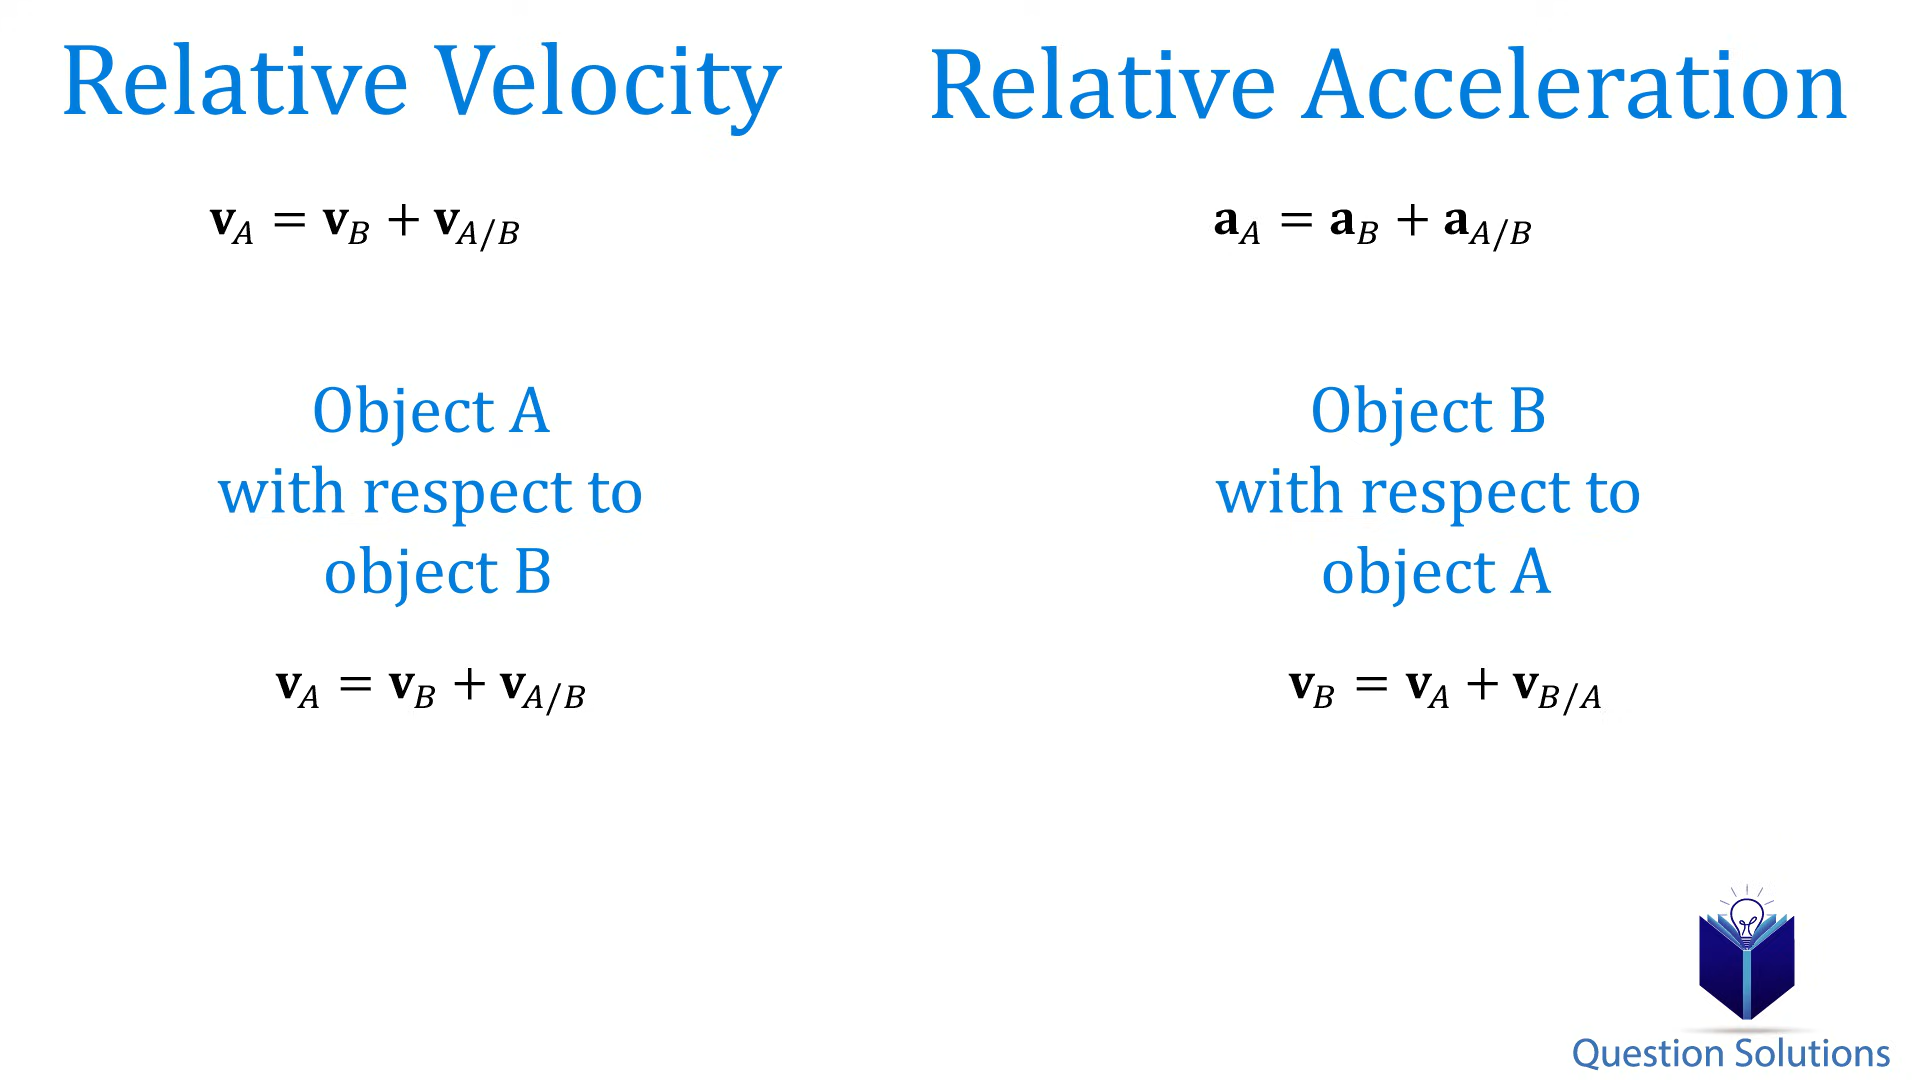 Relative Velocity
Relative Acceleration
v_A = v_B + v_{A/B}
a_A = a_B + a_{A/B}
Object A
with respect to
object B
v_A = v_B + v_{A/B}
Object B
with respect to
object A
v_B = v_A + v_{B/A}
Question Solutions